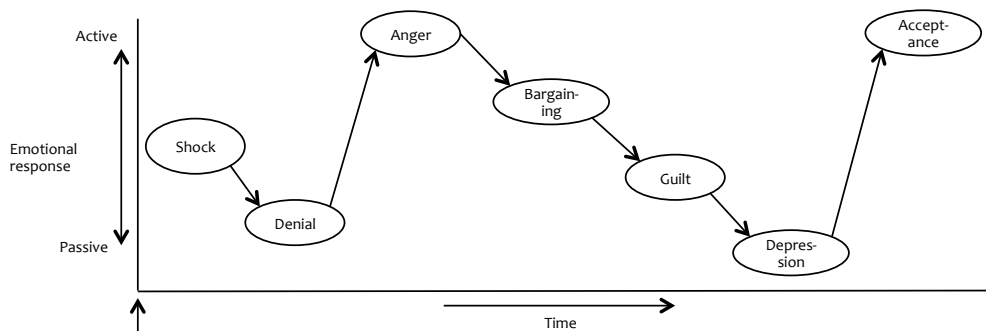 Active
Anger
Accept-
ance
Bargain-
ing
Emotional
response
Shock
Guilt
Denial
Passive
Depres-
sion
Time